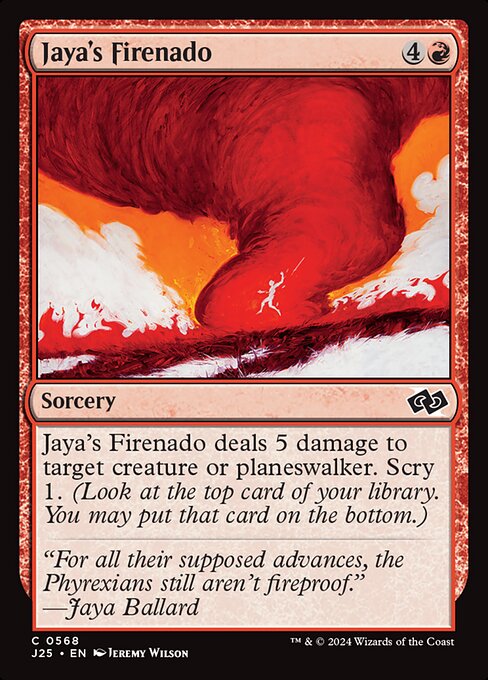 Jaya's Firenado 4
Sorcery
Jaya's Firenado deals 5 damage to
target creature or planeswalker. Scry
1. (Look at the top card of your library.
You may put that card on the bottom.)
“For all their supposed advances, the
Phyrexians still aren't fireproof.”
—Jaya Ballard
C 0568
J25 • EN Jeremy Wilson
™ & © 2024 Wizards of the Coast